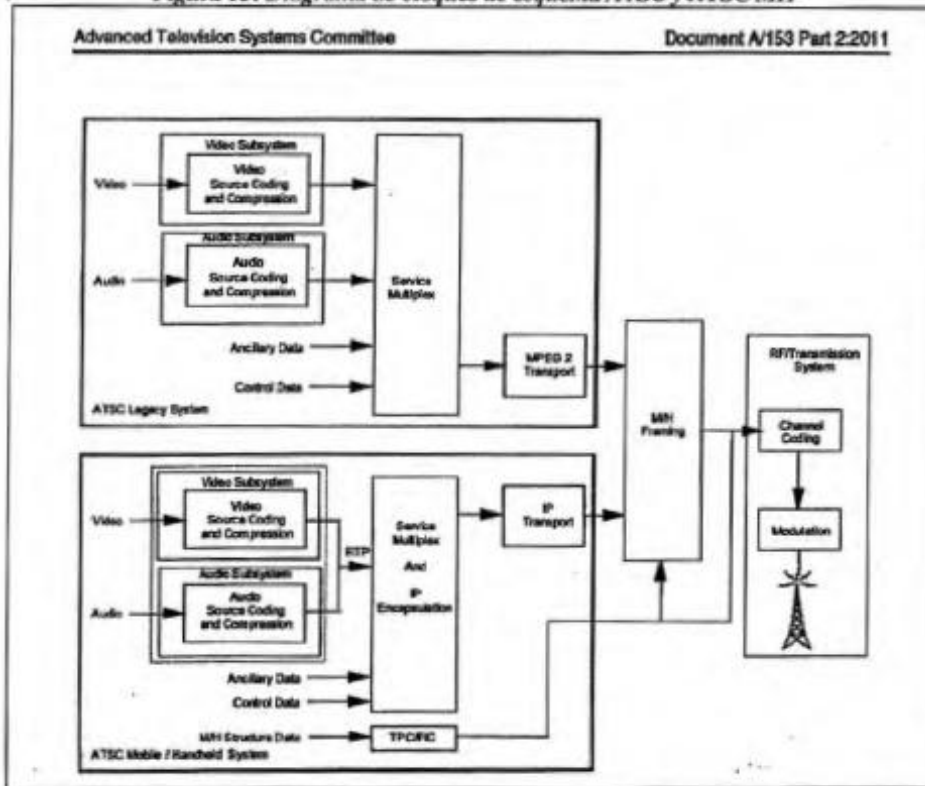 Advanced Television Systems Committee
Document A/153 Part 2:2011
Video Subsystem
Video
Video
Source Coding
and Compression
Audio Subsystem
Audio
Audio
Source Coding
and Compression
Service
Multiplex
Ancillary Data
Control Data
MPEG 2
Transport
ATSC Legacy System
M/H
Framing
RF/Transmission
System
Channel
Coding
Modulation
Video Subsystem
Video
Video
Source Coding
and Compression
Audio Subsystem
Audio
Audio
Source Coding
and Compression
RTP
Service
Multiplex
And
IP
Encapsulation
IP
Transport
Ancillary Data
Control Data
M/H Structure Data
TPC/FIC
ATSC Mobile / Handheld System